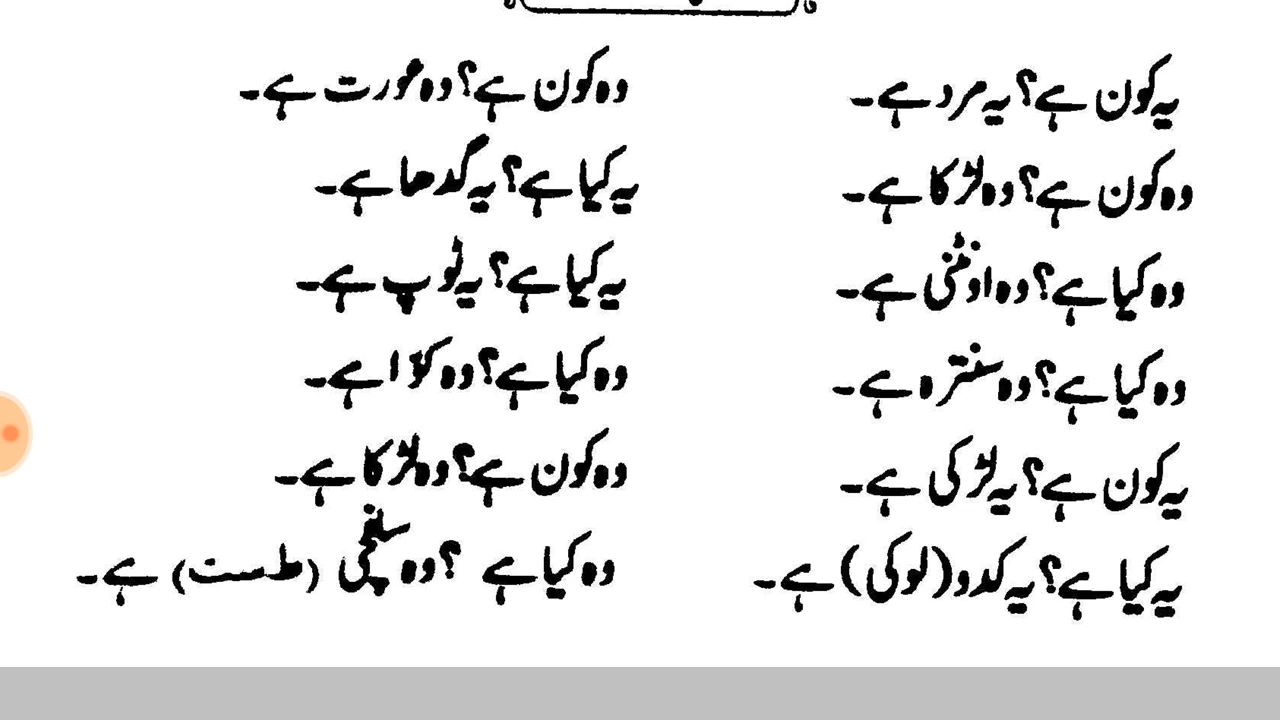 یہ کون ہے؟ یہ مرد ہے۔ وہ کون ہے؟ وہ عورت ہے۔
وہ کون ہے؟ وہ لڑکا ہے۔ یہ کیا ہے؟ یہ گدھا ہے۔
وہ کیا ہے؟ وہ اونٹنی ہے۔ یہ کیا ہے؟ یہ ٹوپ ہے۔
وہ کیا ہے؟ وہ سنترہ ہے۔ وہ کیا ہے؟ وہ کوّا ہے۔
یہ کون ہے؟ یہ لڑکی ہے۔ وہ کون ہے؟ وہ لڑکا ہے۔
یہ کیا ہے؟ یہ کدو (لوکی) ہے۔ وہ کیا ہے ؟ وہ سلفچی (طست) ہے۔